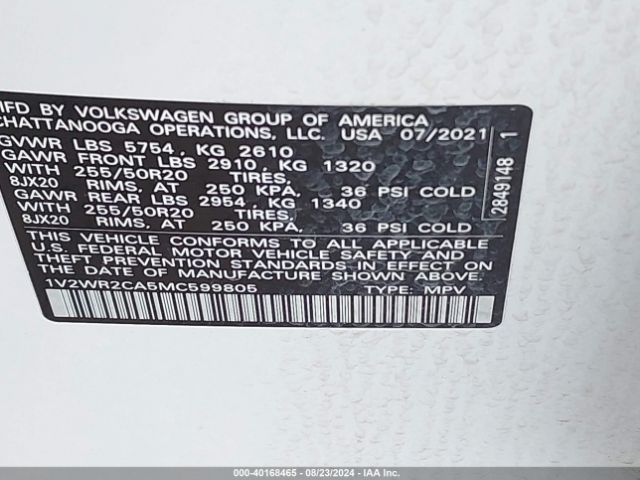 MFD BY VOLKSWAGEN GROUP OF AMERICA
CHATTANOOGA OPERATIONS, LLC. USA 07/2021
GVWR LBS 5754, KG 2610
GAWR FRONT LBS 2910, KG 1320
WITH 255/50R20 TIRES,
8JX20 RIMS, AT 250 KPA, 36 PSI COLD
GAWR REAR LBS 2954, KG 1340
WITH 255/50R20 TIRES,
8JX20 RIMS, AT 250 KPA, 36 PSI COLD
THIS VEHICLE CONFORMS TO ALL APPLICABLE
U.S. FEDERAL MOTOR VEHICLE SAFETY AND
THEFT PREVENTION STANDARDS IN EFFECT ON
THE DATE OF MANUFACTURE SHOWN ABOVE.
1V2WR2CA5MC599805 TYPE: MPV
2849148 1
000-40168465 - 08/23/2024 - IAAI.COM